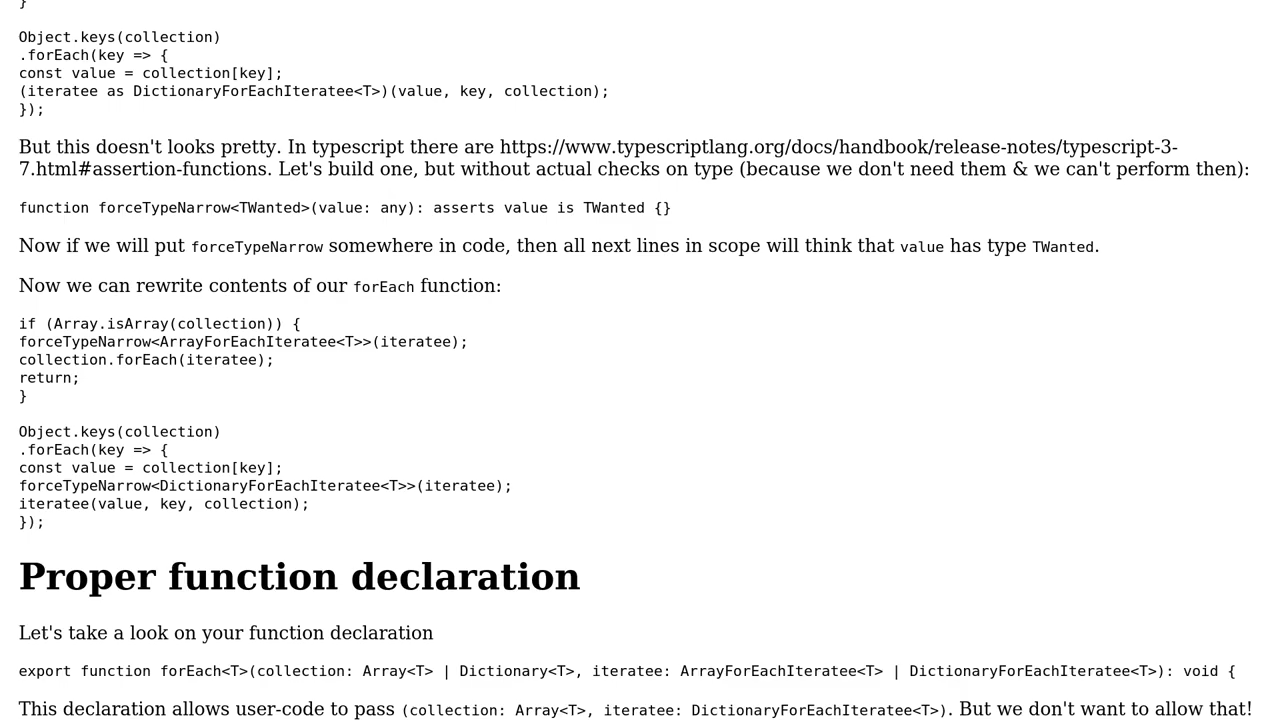 }
Object.keys(collection)
.forEach(key => {
const value = collection[key];
(iteratee as DictionaryForEachIteratee<T>)(value, key, collection);
});
But this doesn't looks pretty. In typescript there are https://www.typescriptlang.org/docs/handbook/release-notes/typescript-3-
7.html#assertion-functions. Let's build one, but without actual checks on type (because we don't need them & we can't perform then):
function forceTypeNarrow<TWanted>(value: any): asserts value is TWanted {}
Now if we will put forceTypeNarrow somewhere in code, then all next lines in scope will think that value has type TWanted.
Now we can rewrite contents of our forEach function:
if (Array.isArray(collection)) {
forceTypeNarrow<ArrayForEachIteratee<T>>(iteratee);
collection.forEach(iteratee);
return;
}
Object.keys(collection)
.forEach(key => {
const value = collection[key];
forceTypeNarrow<DictionaryForEachIteratee<T>>(iteratee);
iteratee(value, key, collection);
});
Proper function declaration
Let's take a look on your function declaration
export function forEach<T>(collection: Array<T> | Dictionary<T>, iteratee: ArrayForEachIteratee<T> | DictionaryForEachIteratee<T>): void {
This declaration allows user-code to pass (collection: Array<T>, iteratee: DictionaryForEachIteratee<T>). But we don't want to allow that!